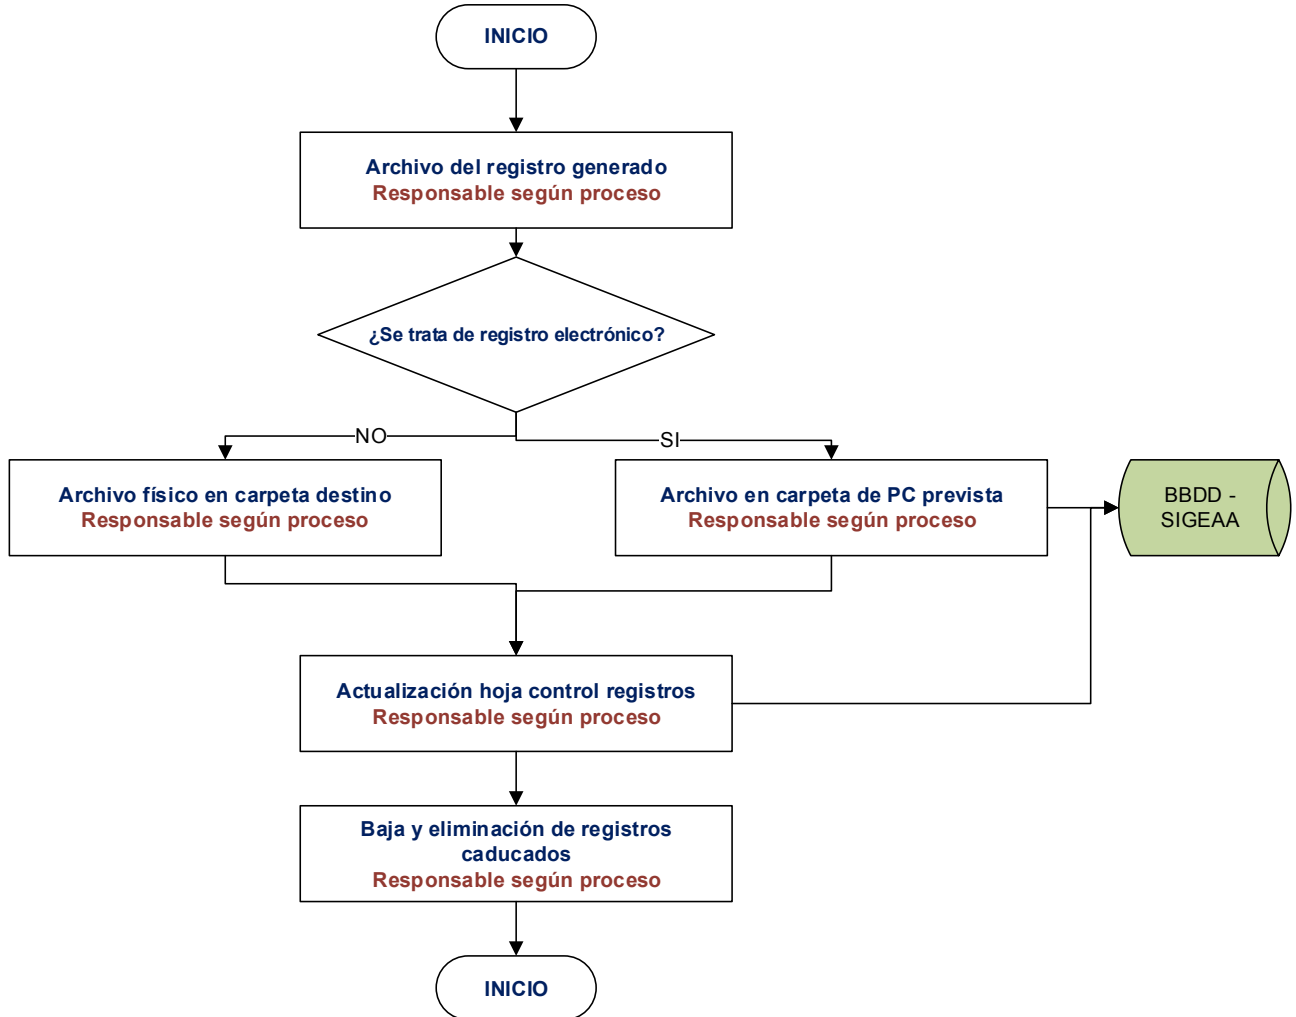 INICIO
Archivo del registro generado
Responsable según proceso
¿Se trata de registro electrónico?
NO
SI
Archivo físico en carpeta destino
Responsable según proceso
Archivo en carpeta de PC prevista
Responsable según proceso
BBDD -
SIGEAA
Actualización hoja control registros
Responsable según proceso
Baja y eliminación de registros
caducados
Responsable según proceso
INICIO